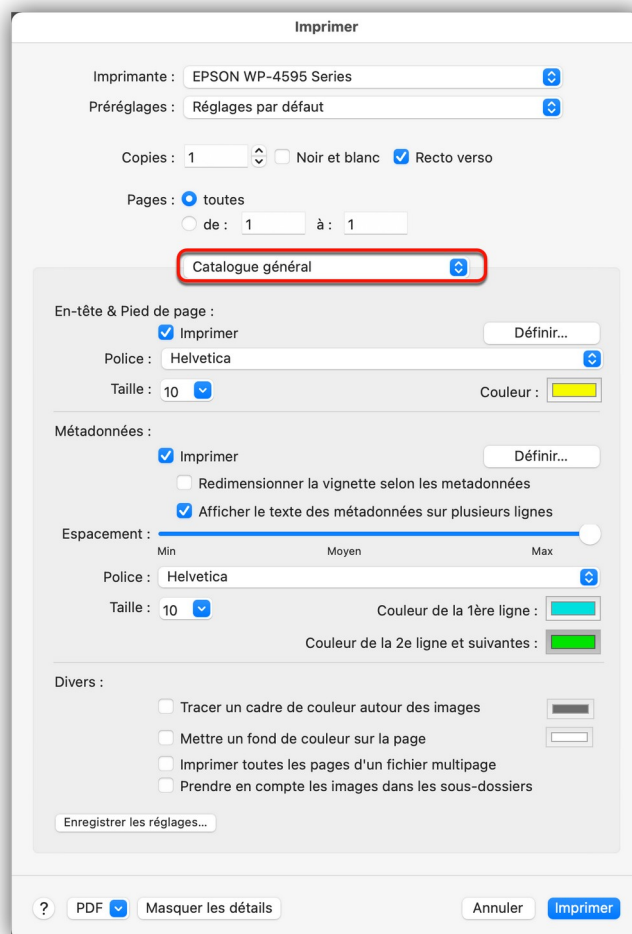 Imprimer
Imprimante : EPSON WP-4595 Series
Préréglages : Réglages par défaut
Copies : 1 Noir et blanc Recto verso
Pages : toutes
de : 1 à : 1
Catalogue général
En-tête & Pied de page :
Imprimer Définir...
Police : Helvetica
Taille : 10 Couleur :
Métadonnées :
Imprimer Définir...
Redimensionner la vignette selon les metadonnées
Afficher le texte des métadonnées sur plusieurs lignes
Espacement :
Min Moyen Max
Police : Helvetica
Taille : 10 Couleur de la 1ère ligne :
Couleur de la 2e ligne et suivantes :
Divers :
Tracer un cadre de couleur autour des images
Mettre un fond de couleur sur la page
Imprimer toutes les pages d'un fichier multipage
Prendre en compte les images dans les sous-dossiers
Enregistrer les réglages...
? PDF Masquer les détails Annuler Imprimer